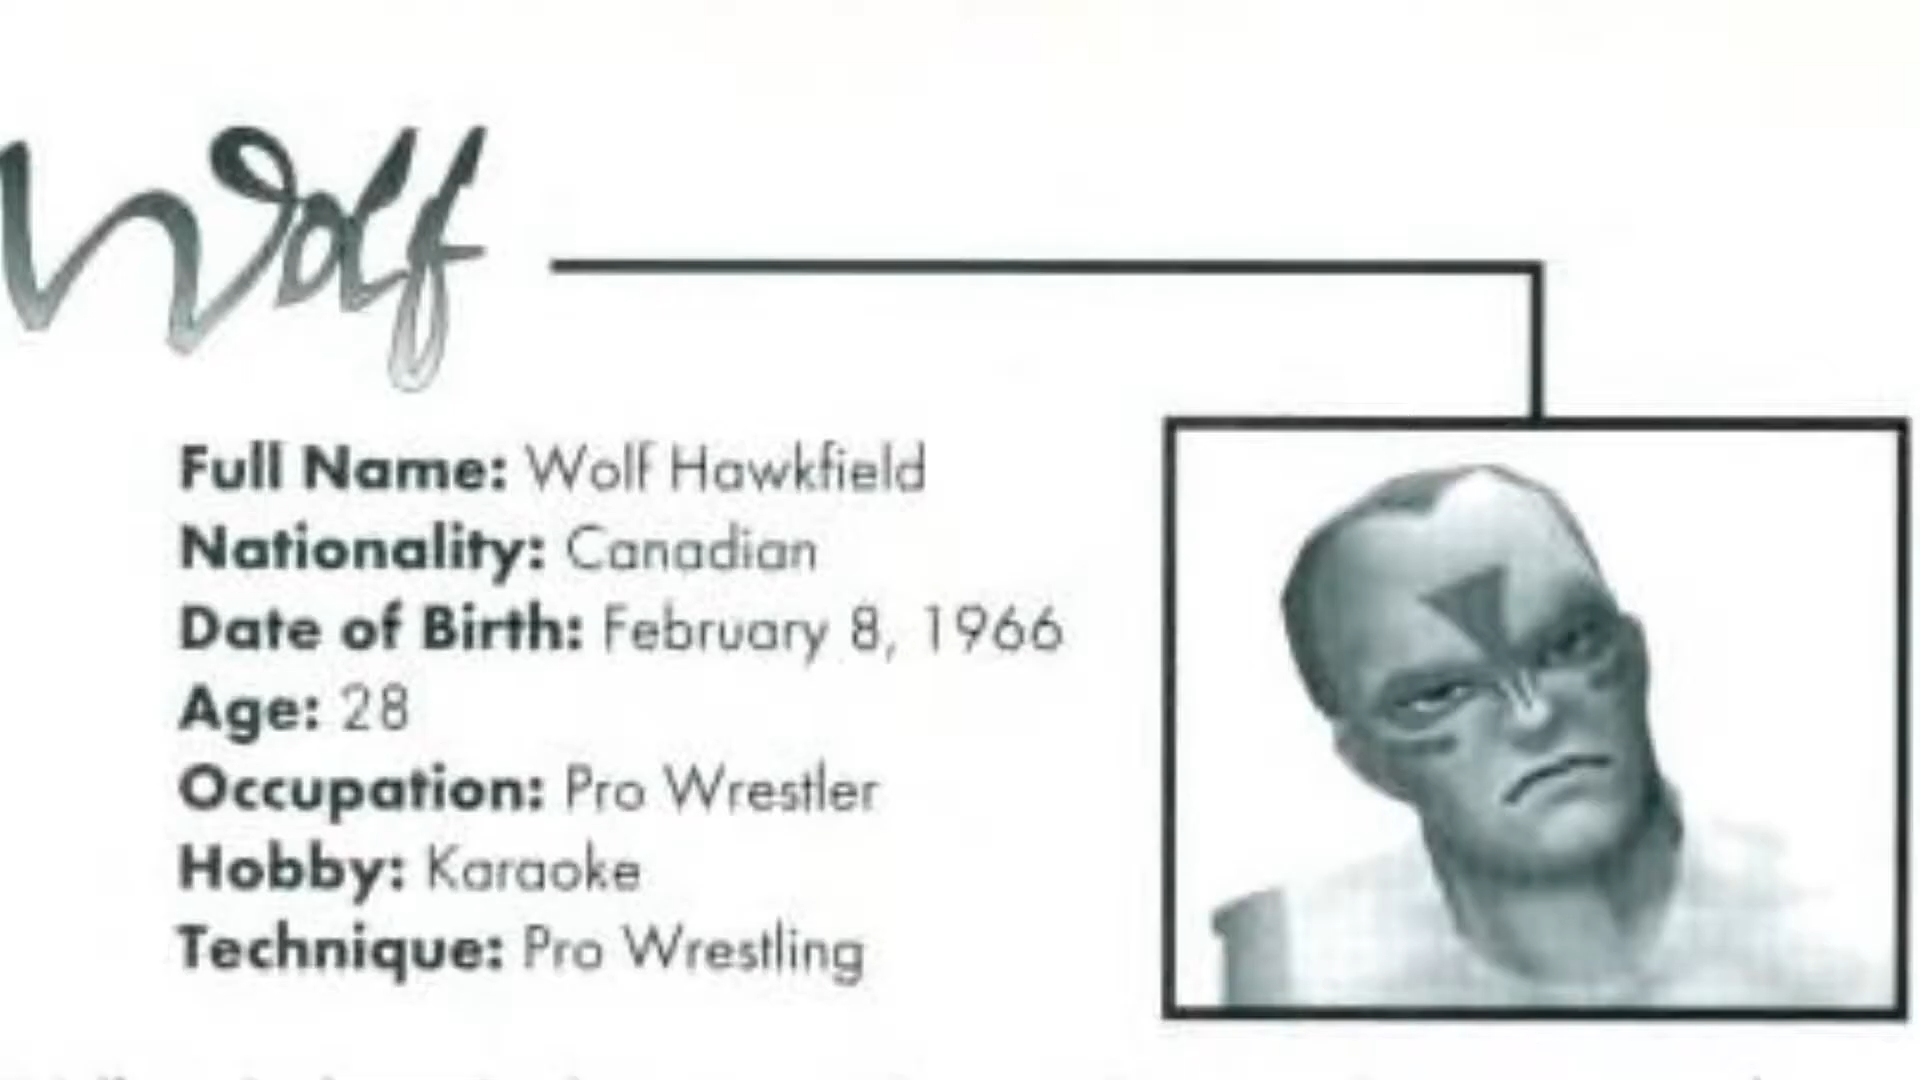 Wolf
Full Name: Wolf Hawkfield
Nationality: Canadian
Date of Birth: February 8, 1966
Age: 28
Occupation: Pro Wrestler
Hobby: Karaoke
Technique: Pro Wrestling